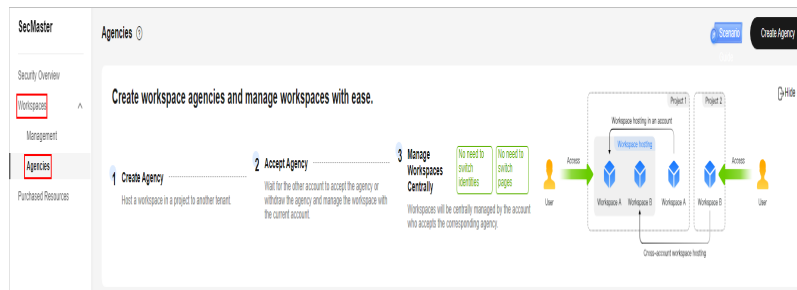 SecMaster
Security Overview
Workspaces
Management
Agencies
Purchased Resources
Agencies
Scenario
Create Agency
Hide
Create workspace agencies and manage workspaces with ease.
1 Create Agency
Host a workspace in a project to another tenant.
2 Accept Agency
Wait for the other account to accept the agency or
withdraw the agency and manage the workspace with
the current account.
3 Manage
Workspaces
Centrally
No need to
switch
identities
No need to
switch
pages
Workspaces will be centrally managed by the account
who accepts the corresponding agency.
Project 1
Project 2
Workspace hosting in an account
Workspace hosting
Access
Access
User
Workspace A
Workspace B
Workspace A
Workspace B
User
Cross-account workspace hosting